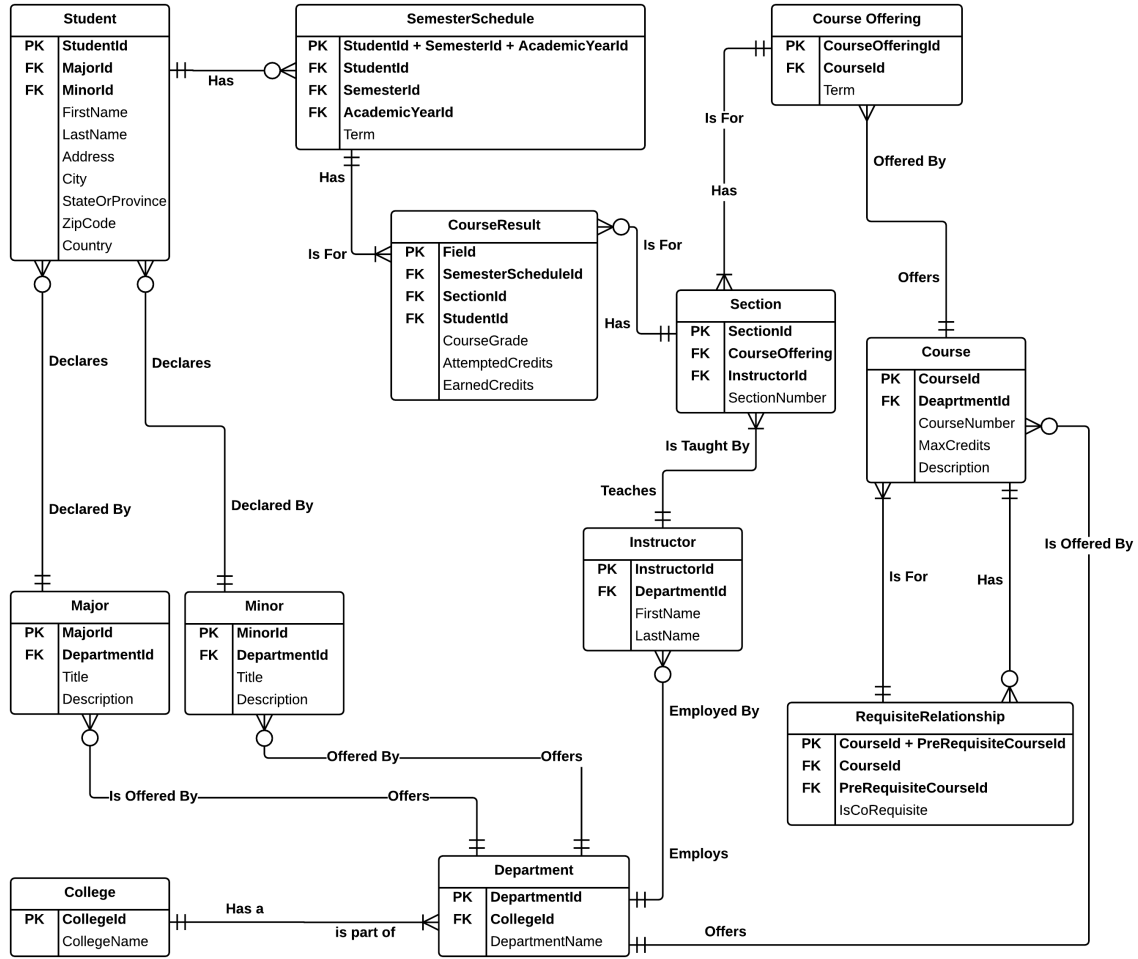 Student
PK StudentId
FK MajorId
FK MinorId
FirstName
LastName
Address
City
StateOrProvince
ZipCode
Country
Has
SemesterSchedule
PK StudentId + SemesterId + AcademicYearId
FK StudentId
FK SemesterId
FK AcademicYearId
Term
Has
Is For
Course Offering
PK CourseOfferingId
FK CourseId
Term
Is For
Has
Offered By
Offers
CourseResult
PK Field
FK SemesterScheduleId
FK SectionId
FK StudentId
CourseGrade
AttemptedCredits
EarnedCredits
Is For
Has
Section
PK SectionId
FK CourseOffering
FK InstructorId
SectionNumber
Course
PK CourseId
FK DeaprtmentId
CourseNumber
MaxCredits
Description
Declares
Declares
Declared By
Declared By
Is Taught By
Teaches
Is Offered By
Is For
Has
Instructor
PK InstructorId
FK DepartmentId
FirstName
LastName
Major
PK MajorId
FK DepartmentId
Title
Description
Minor
PK MinorId
FK DepartmentId
Title
Description
RequisiteRelationship
PK CourseId + PreRequisiteCourseId
FK CourseId
FK PreRequisiteCourseId
IsCoRequisite
Employed By
Offered By
Offers
Is Offered By
Offers
Employs
College
PK CollegeId
CollegeName
Has a
is part of
Department
PK DepartmentId
FK CollegeId
DepartmentName
Offers